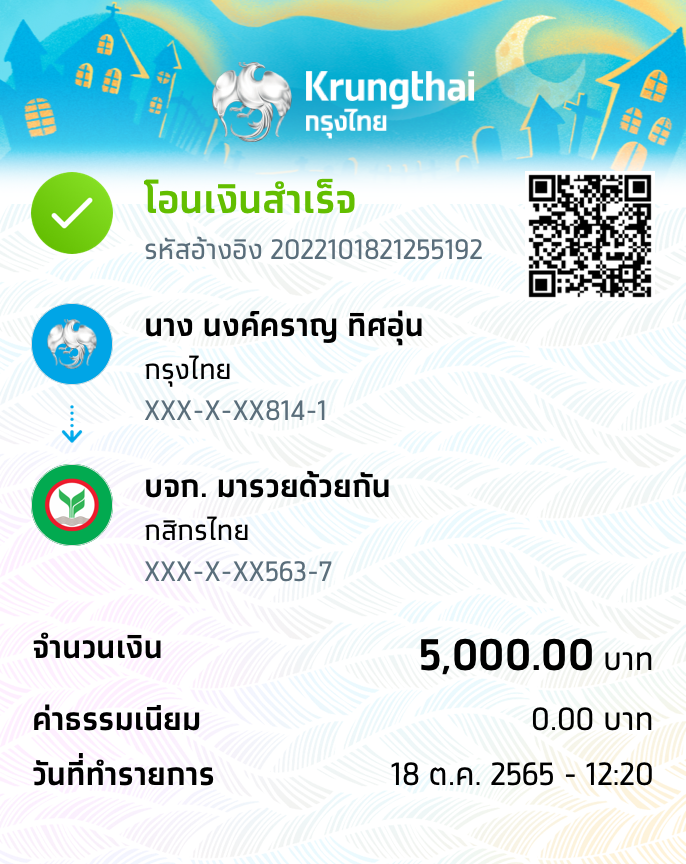 Krungthai
กรุงไทย
โอนเงินสำเร็จ
รหัสอ้างอิง 2022101821255192
นาง นงค์คราญ ทิศอุ่น
กรุงไทย
XXX-X-XX814-1
บจก. มารวยด้วยกัน
กสิกรไทย
XXX-X-XX563-7
จำนวนเงิน 5,000.00 บาท
ค่าธรรมเนียม 0.00 บาท
วันที่ทำรายการ 18 ต.ค. 2565 - 12:20